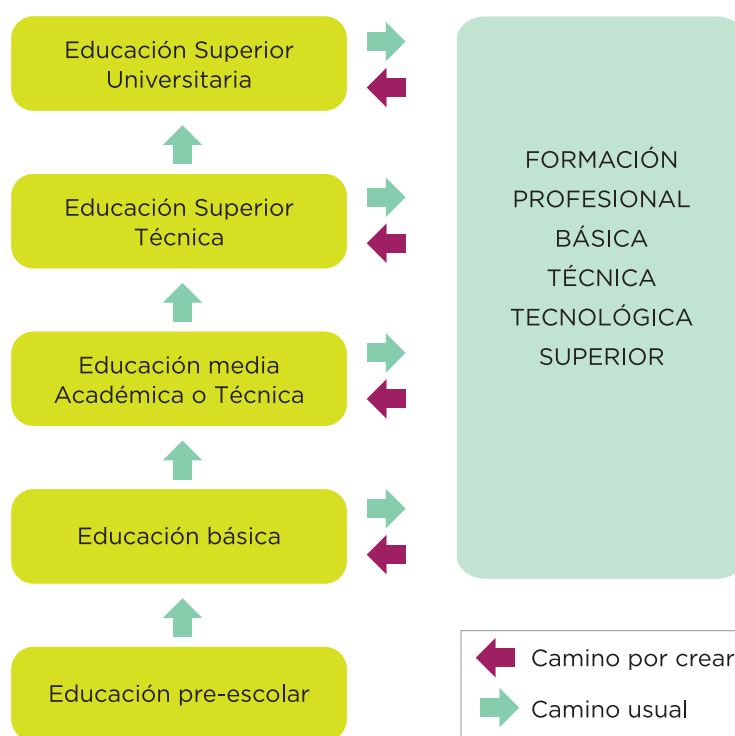 Educación Superior
Universitaria
Educación Superior
Técnica
Educación media
Académica o Técnica
Educación básica
Educación pre-escolar
FORMACIÓN
PROFESIONAL
BÁSICA
TÉCNICA
TECNOLÓGICA
SUPERIOR
Camino por crear
Camino usual